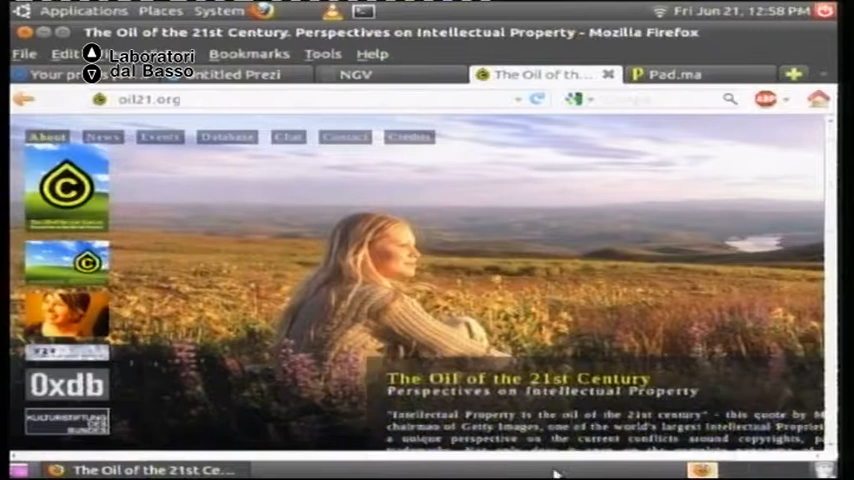 Applications Places System
Fri Jun 21, 12:58 PM
The Oil of the 21st Century. Perspectives on Intellectual Property - Mozilla Firefox
File Edit Bookmarks Tools Help
Laboratori
dal Basso
Your pr
ntitled Prezi
NGV
The Oil of th...
Pad.ma
oil21.org
ABP
About News Events Database Chat Contact Credits
0xdb
KULTURSTIFTUNG
DES
BUNDES
The Oil of the 21st Century
Perspectives on Intellectual Property
"Intellectual Property is the oil of the 21st century" - this quote by M
chairman of Getty Images, one of the world's largest Intellectual Propriet
a unique perspective on the current conflicts around copyrights, p
The Oil of the 21st Ce...